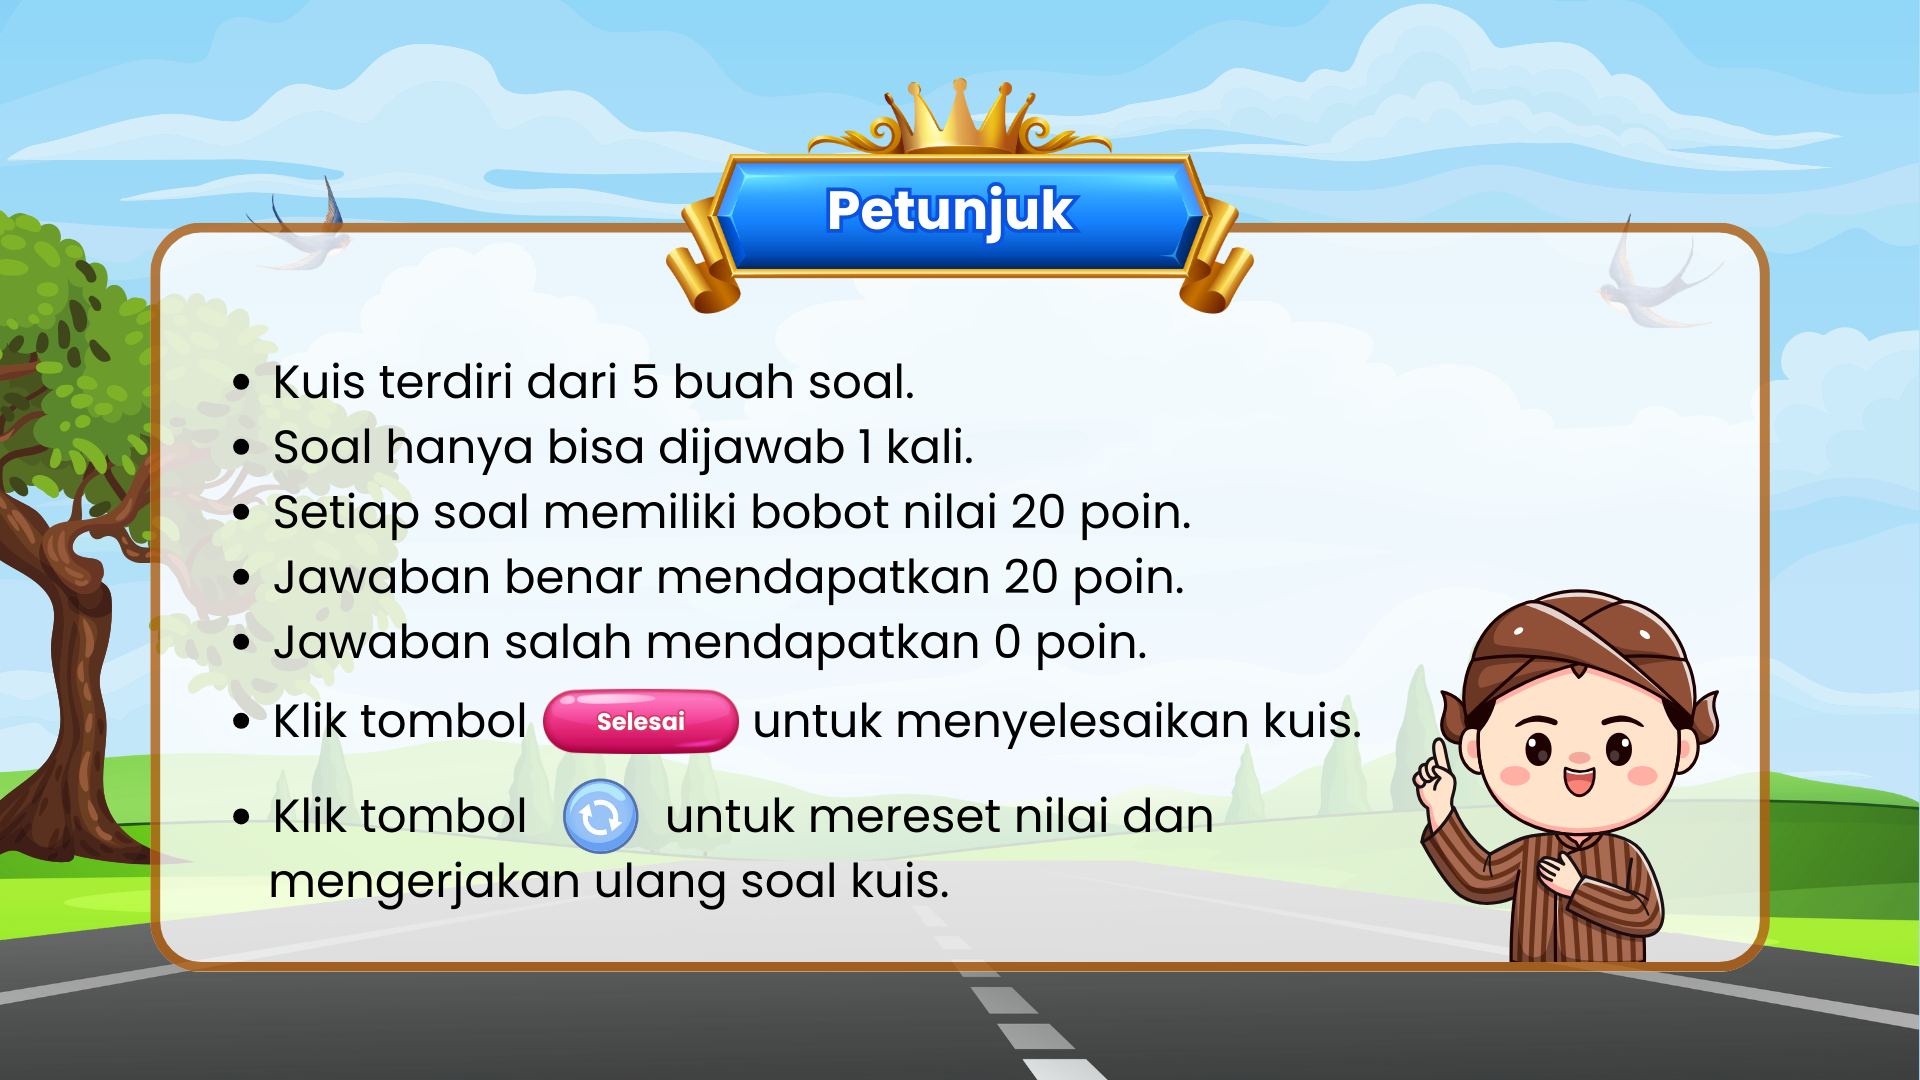 Petunjuk
• Kuis terdiri dari 5 buah soal.
• Soal hanya bisa dijawab 1 kali.
• Setiap soal memiliki bobot nilai 20 poin.
• Jawaban benar mendapatkan 20 poin.
• Jawaban salah mendapatkan 0 poin.
• Klik tombol Selesai untuk menyelesaikan kuis.
• Klik tombol untuk mereset nilai dan
mengerjakan ulang soal kuis.